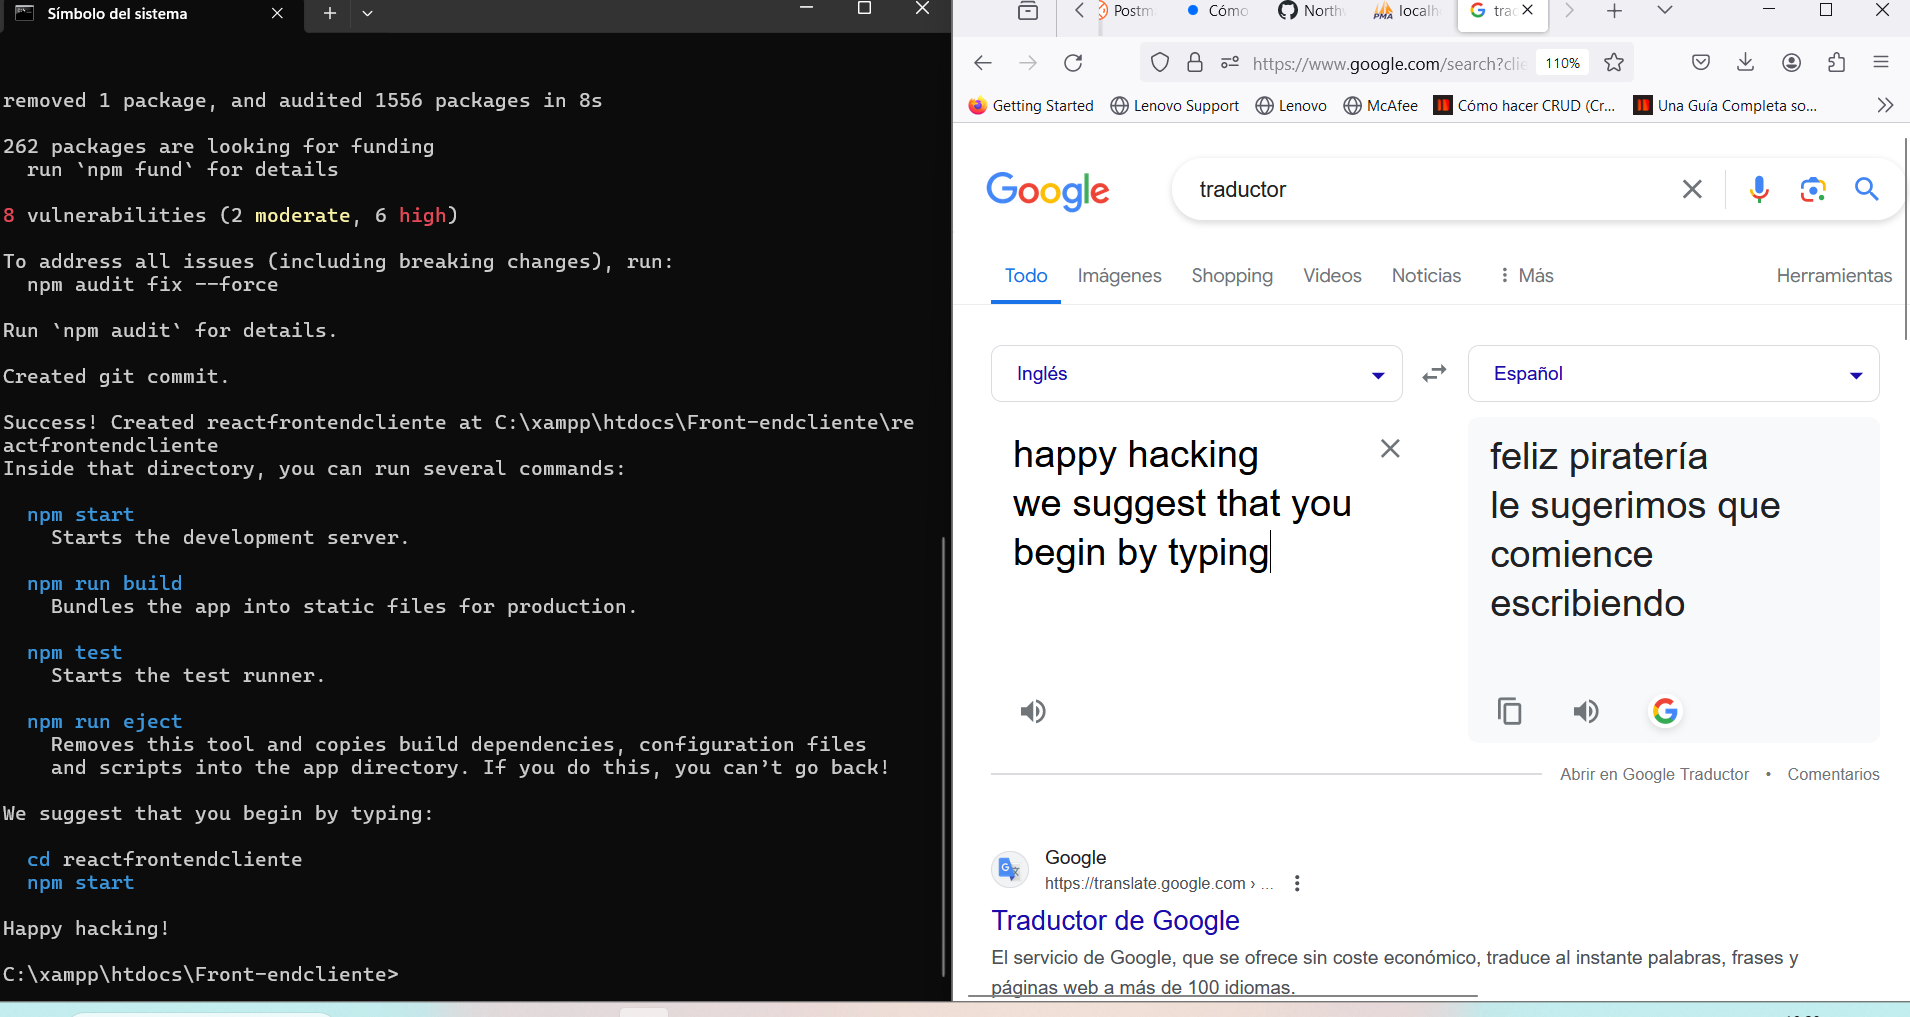 Símbolo del sistema
removed 1 package, and audited 1556 packages in 8s
262 packages are looking for funding
run `npm fund` for details
8 vulnerabilities (2 moderate, 6 high)
To address all issues (including breaking changes), run:
npm audit fix --force
Run `npm audit` for details.
Created git commit.
Success! Created reactfrontendcliente at C:\xampp\htdocs\Front-endcliente\re
actfrontendcliente
Inside that directory, you can run several commands:
npm start
Starts the development server.
npm run build
Bundles the app into static files for production.
npm test
Starts the test runner.
npm run eject
Removes this tool and copies build dependencies, configuration files
and scripts into the app directory. If you do this, you can’t go back!
We suggest that you begin by typing:
cd reactfrontendcliente
npm start
Happy hacking!
C:\xampp\htdocs\Front-endcliente>
Postm
Cómo
North
localh
trac
https://www.google.com/search?clie
110%
Getting Started
Lenovo Support
Lenovo
McAfee
Cómo hacer CRUD (Cr...
Una Guía Completa so...
Google
traductor
Todo
Imágenes
Shopping
Videos
Noticias
Más
Herramientas
Inglés
Español
happy hacking
we suggest that you
begin by typing
feliz piratería
le sugerimos que
comience
escribiendo
Abrir en Google Traductor • Comentarios
Google
https://translate.google.com › ...
Traductor de Google
El servicio de Google, que se ofrece sin coste económico, traduce al instante palabras, frases y
páginas web a más de 100 idiomas.